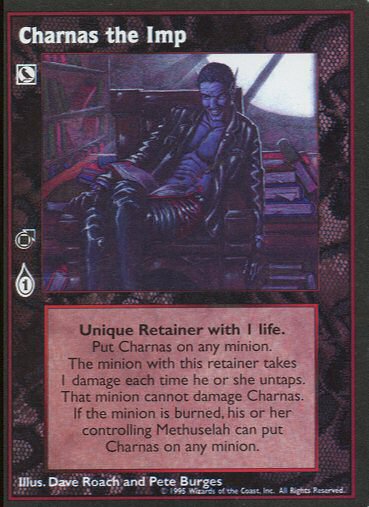 Charnas the Imp
1
Unique Retainer with 1 life.
Put Charnas on any minion.
The minion with this retainer takes
1 damage each time he or she untaps.
That minion cannot damage Charnas.
If the minion is burned, his or her
controlling Methuselah can put
Charnas on any minion.
Illus. Dave Roach and Pete Burges
© 1995 Wizards of the Coast, Inc. All Rights Reserved.